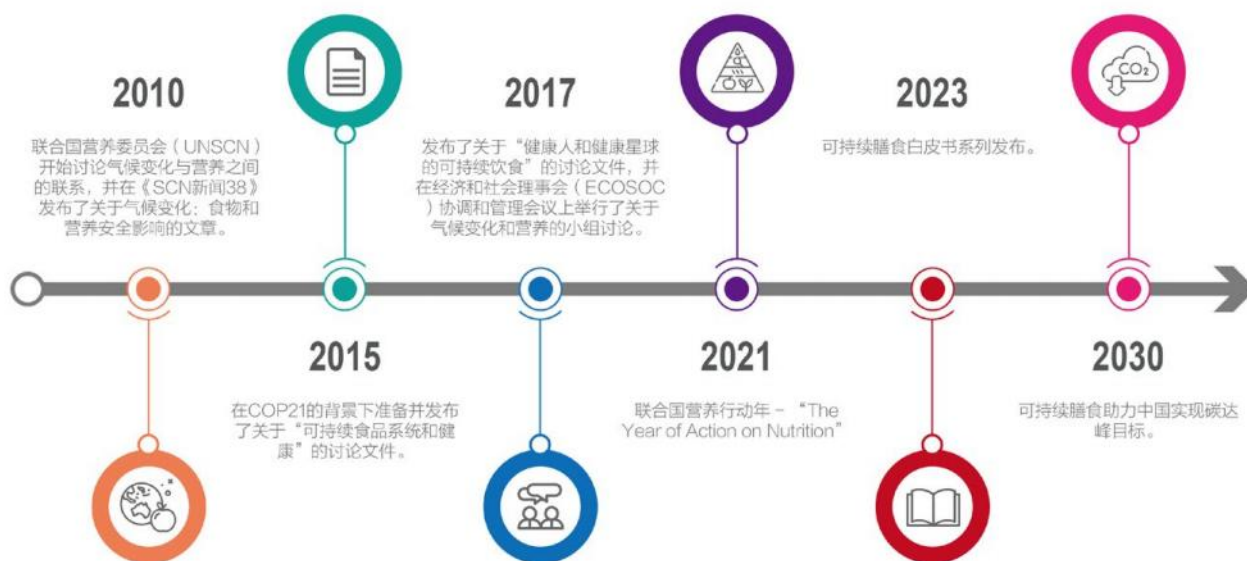 2010
联合国营养委员会（UNSCN）
开始讨论气候变化与营养之间
的联系，并在《SCN新闻38》
发布了关于气候变化：食物和
营养安全影响的文章。
2015
在COP21的背景下准备并发布
了关于“可持续食品系统和健
康”的讨论文件。
2017
发布了关于“健康人和健康星球
的可持续饮食”的讨论文件，并
在经济和社会理事会（ECOSOC
）协调和管理会议上举行了关于
气候变化和营养的小组讨论。
2021
联合国营养行动年 – “The
Year of Action on Nutrition”
2023
可持续膳食白皮书系列发布。
CO₂
2030
可持续膳食助力中国实现碳达
峰目标。